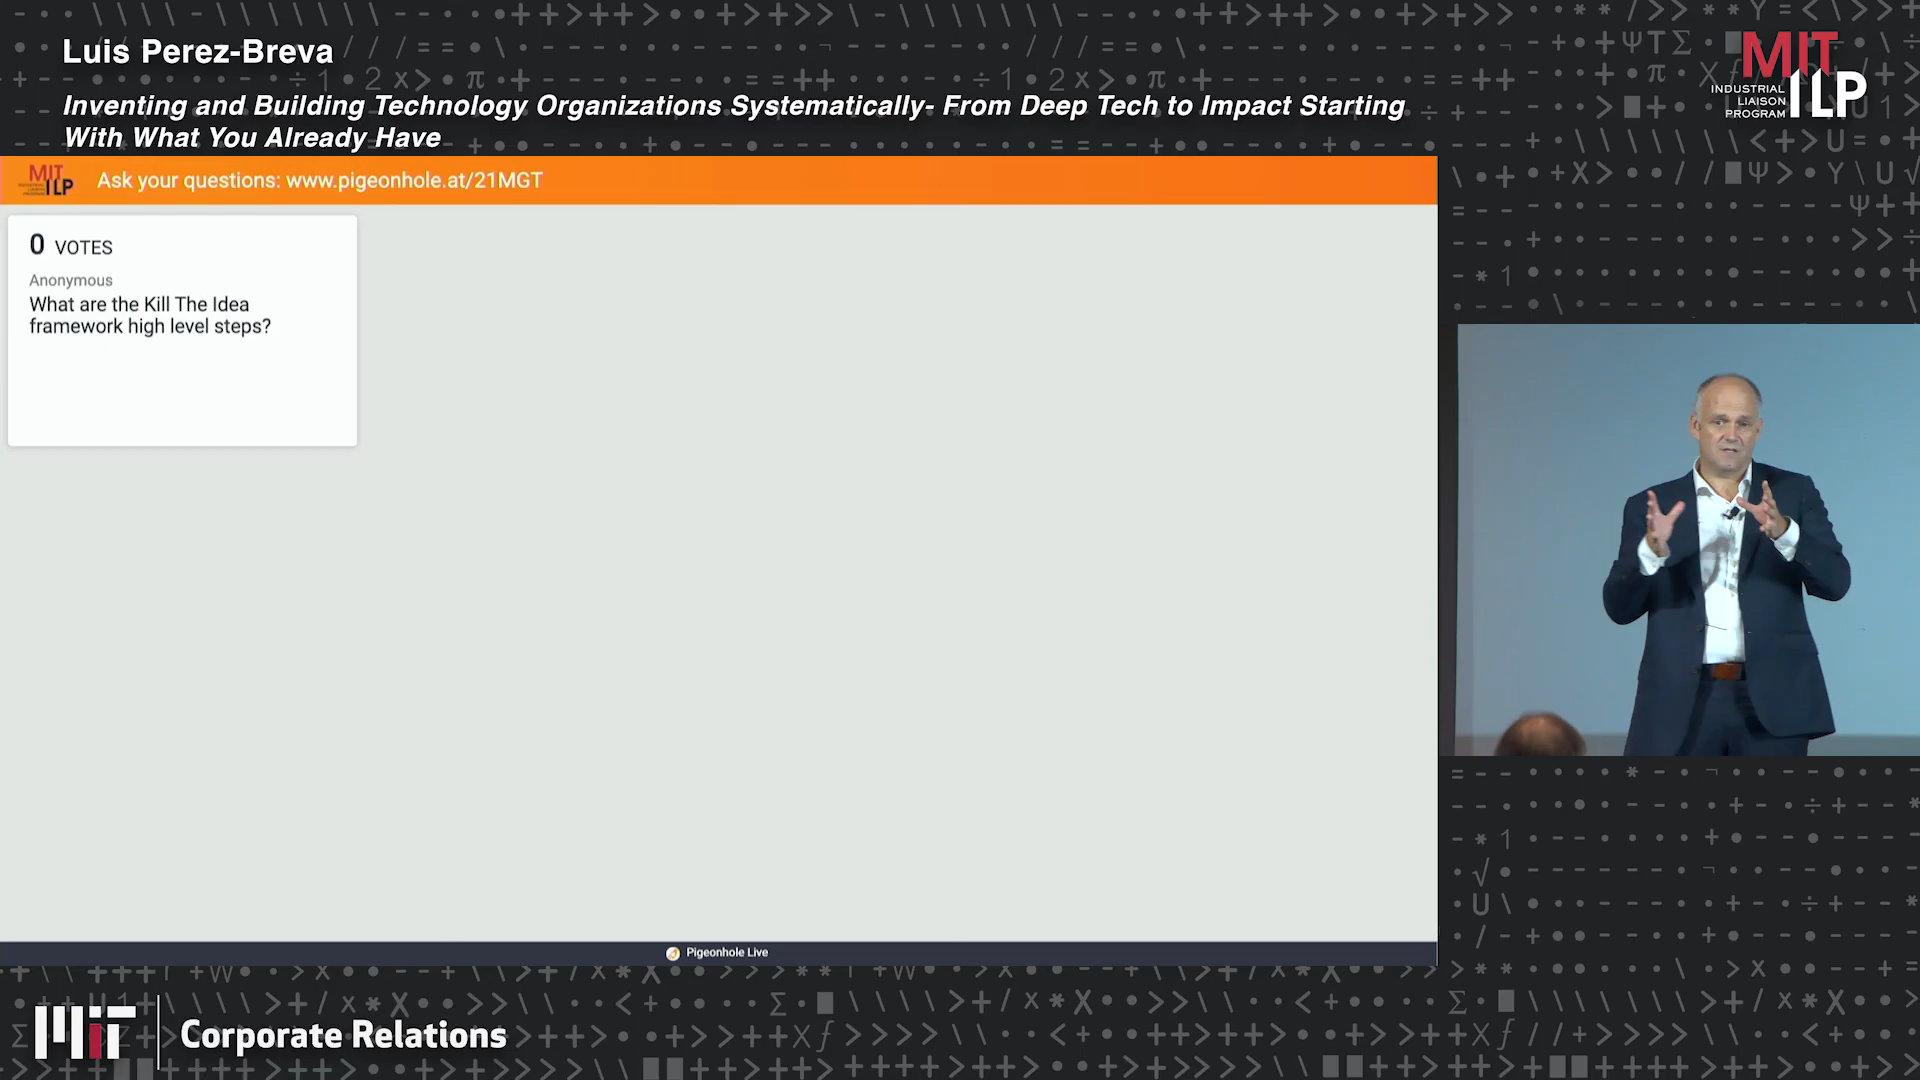 Luis Perez-Breva
Inventing and Building Technology Organizations Systematically- From Deep Tech to Impact Starting
With What You Already Have
MIT
ILP
INDUSTRIAL
LIAISON
PROGRAM
MIT
ILP
Ask your questions: www.pigeonhole.at/21MGT
0 VOTES
Anonymous
What are the Kill The Idea
framework high level steps?
Pigeonhole Live
MIT
Corporate Relations